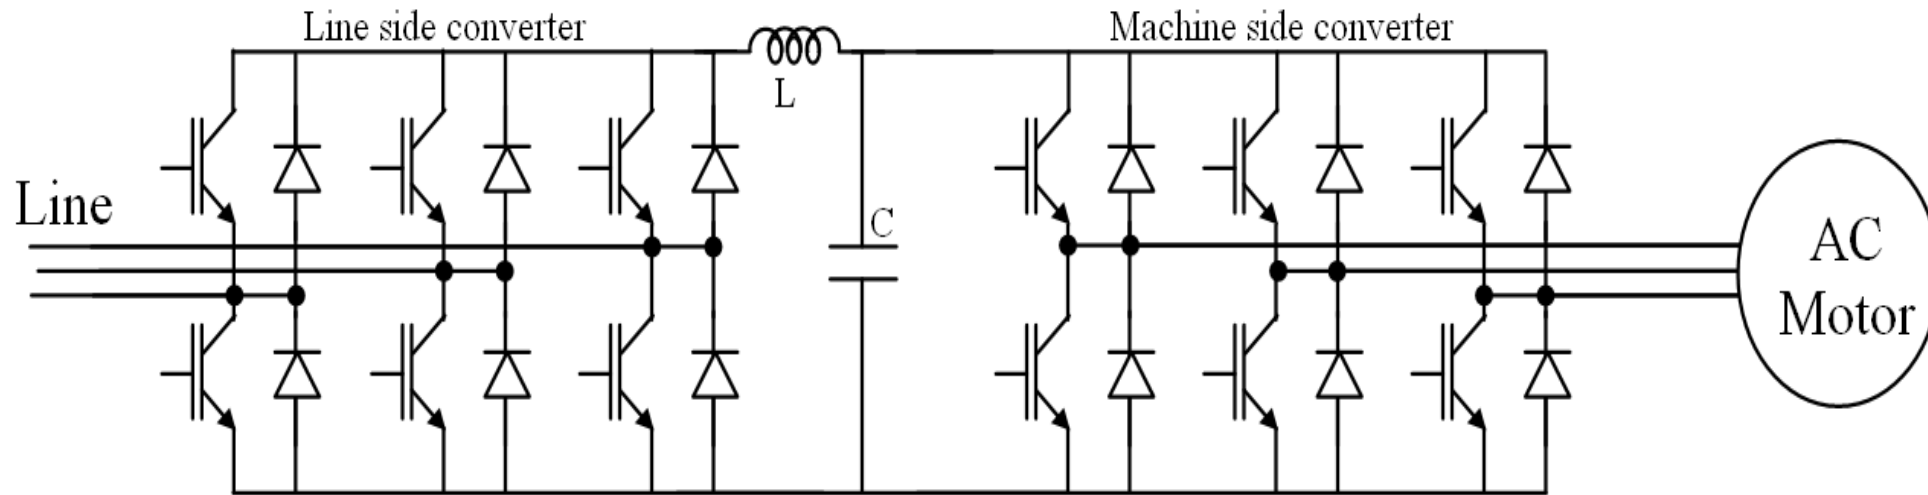 Line side converter
Machine side converter
L
Line
C
AC
Motor